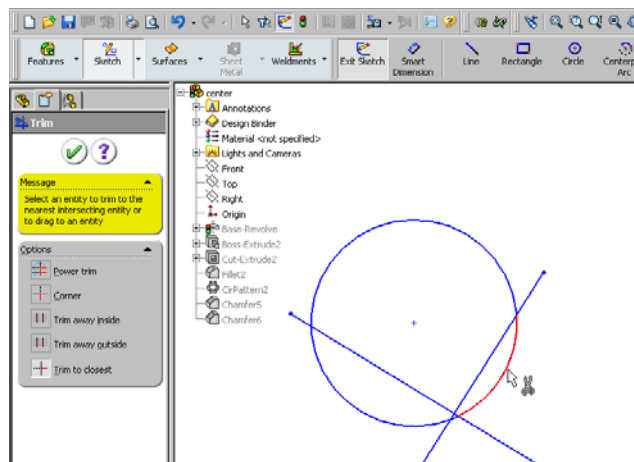 Features Sketch Surfaces Sheet Metal Weldments Exit Sketch Smart Dimension Line Rectangle Circle Centerp Arc
Trim
Message
Select an entity to trim to the
nearest intersecting entity or
to drag to an entity
Options
Power trim
Corner
Trim away inside
Trim away outside
Trim to closest
center
Annotations
Design Binder
Material <not specified>
Lights and Cameras
Front
Top
Right
Origin
Base-Revolve
Boss-Extrude2
Cut-Extrude2
Fillet2
CirPattern2
Chamfer5
Chamfer6